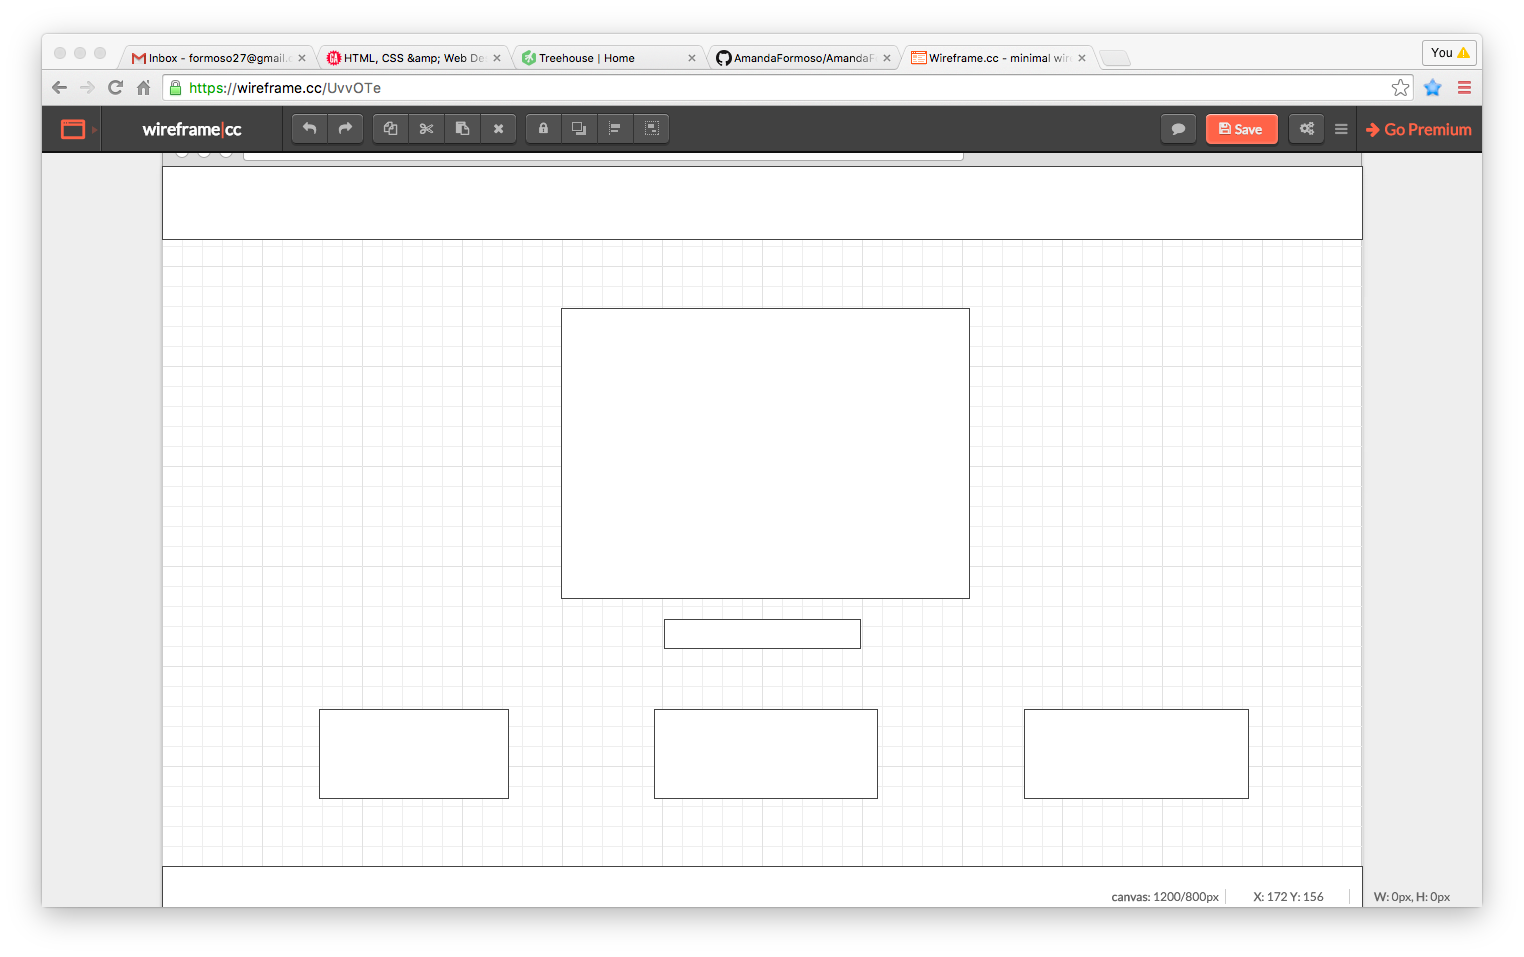 Inbox - formoso27@gmail.c
HTML, CSS &amp; Web De
Treehouse | Home
AmandaFormoso/AmandaF
Wireframe.cc - minimal wir
You
https://wireframe.cc/UvvOTe
wireframe|cc
Save
Go Premium
canvas: 1200/800px
X: 172 Y: 156
W: 0px, H: 0px